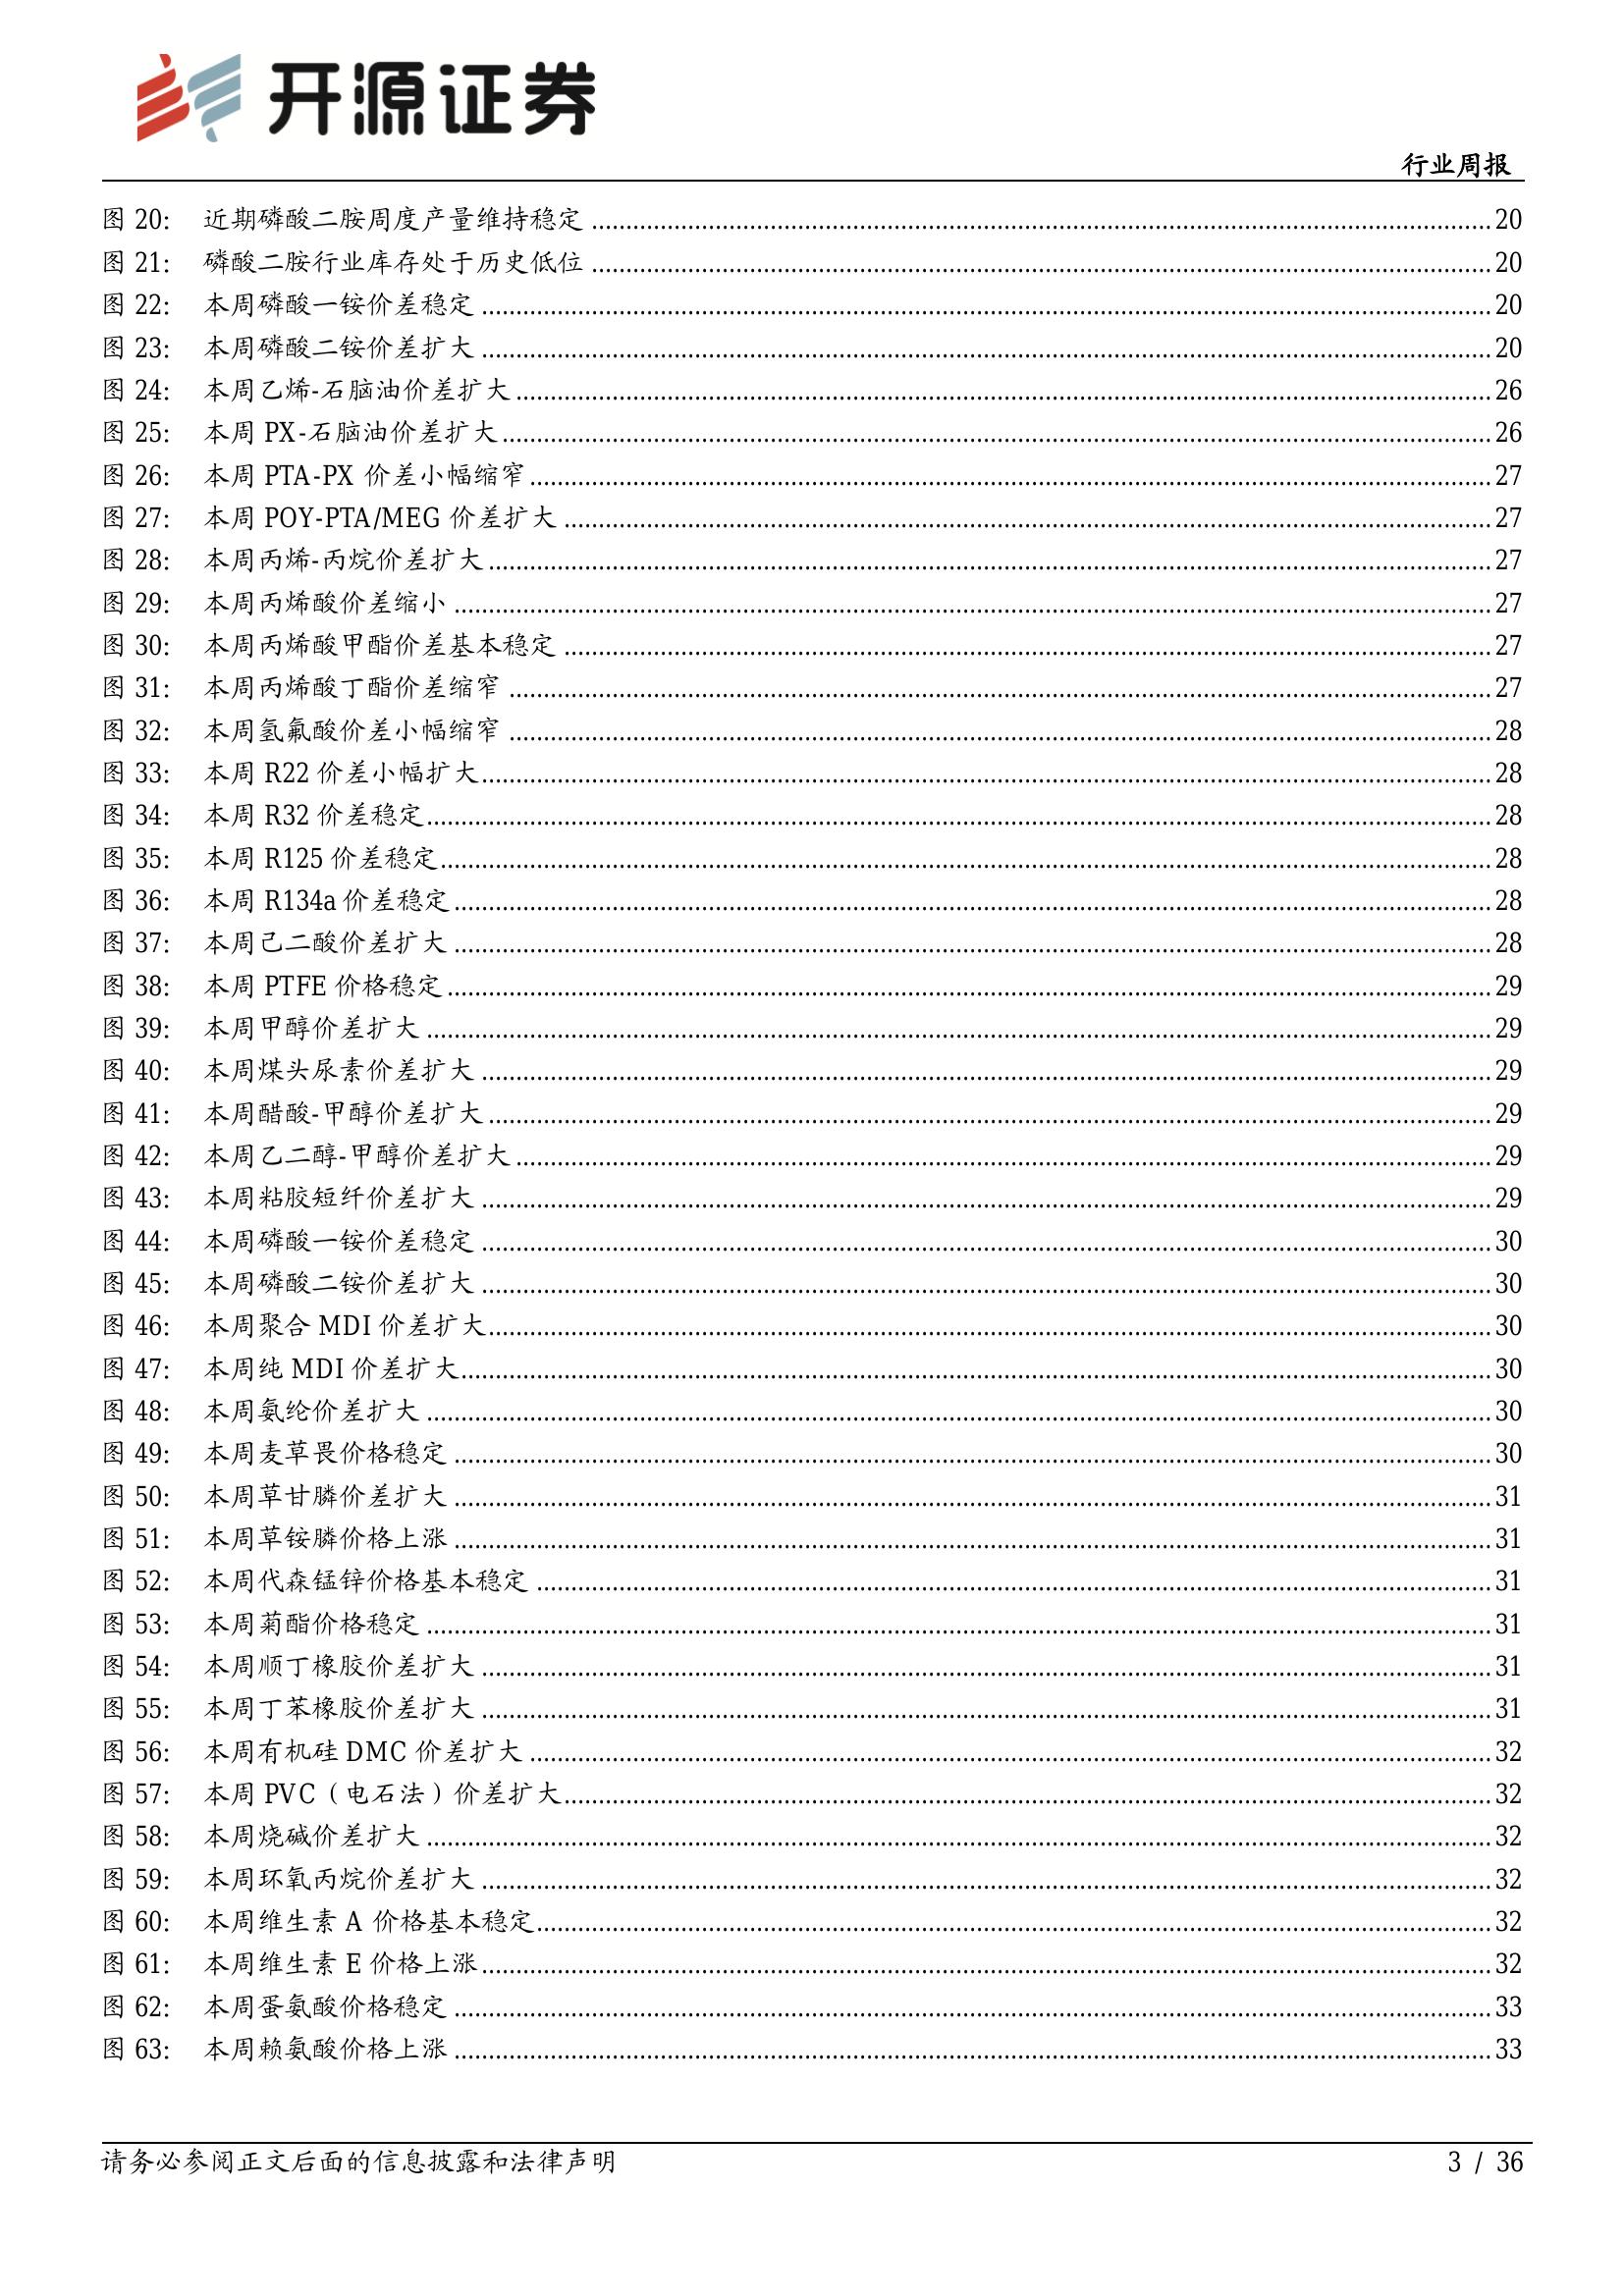 开源证券
行业周报
图 20: 近期磷酸二胺周度产量维持稳定 20
图 21: 磷酸二胺行业库存处于历史低位 20
图 22: 本周磷酸一铵价差稳定 20
图 23: 本周磷酸二铵价差扩大 20
图 24: 本周乙烯-石脑油价差扩大 26
图 25: 本周 PX-石脑油价差扩大 26
图 26: 本周 PTA-PX 价差小幅缩窄 27
图 27: 本周 POY-PTA/MEG 价差扩大 27
图 28: 本周丙烯-丙烷价差扩大 27
图 29: 本周丙烯酸价差缩小 27
图 30: 本周丙烯酸甲酯价差基本稳定 27
图 31: 本周丙烯酸丁酯价差缩窄 27
图 32: 本周氢氟酸价差小幅缩窄 28
图 33: 本周 R22 价差小幅扩大 28
图 34: 本周 R32 价差稳定 28
图 35: 本周 R125 价差稳定 28
图 36: 本周 R134a 价差稳定 28
图 37: 本周己二酸价差扩大 28
图 38: 本周 PTFE 价格稳定 29
图 39: 本周甲醇价差扩大 29
图 40: 本周煤头尿素价差扩大 29
图 41: 本周醋酸-甲醇价差扩大 29
图 42: 本周乙二醇-甲醇价差扩大 29
图 43: 本周粘胶短纤价差扩大 29
图 44: 本周磷酸一铵价差稳定 30
图 45: 本周磷酸二铵价差扩大 30
图 46: 本周聚合 MDI 价差扩大 30
图 47: 本周纯 MDI 价差扩大 30
图 48: 本周氨纶价差扩大 30
图 49: 本周麦草畏价格稳定 30
图 50: 本周草甘膦价差扩大 31
图 51: 本周草铵膦价格上涨 31
图 52: 本周代森锰锌价格基本稳定 31
图 53: 本周菊酯价格稳定 31
图 54: 本周顺丁橡胶价差扩大 31
图 55: 本周丁苯橡胶价差扩大 31
图 56: 本周有机硅 DMC 价差扩大 32
图 57: 本周 PVC（电石法）价差扩大 32
图 58: 本周烧碱价差扩大 32
图 59: 本周环氧丙烷价差扩大 32
图 60: 本周维生素 A 价格基本稳定 32
图 61: 本周维生素 E 价格上涨 32
图 62: 本周蛋氨酸价格稳定 33
图 63: 本周赖氨酸价格上涨 33
请务必参阅正文后面的信息披露和法律声明 3 / 36